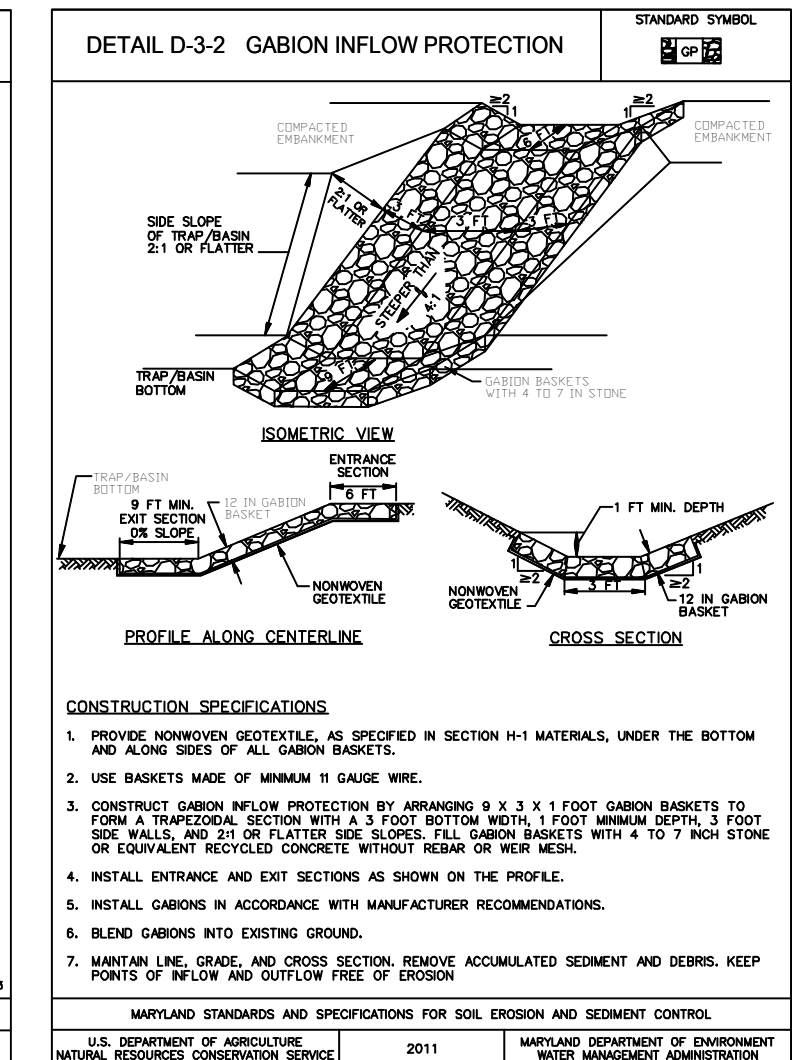 DETAIL D-3-2 GABION INFLOW PROTECTION
STANDARD SYMBOL
GP
≥2
1
≥2
1
COMPACTED
EMBANKMENT
COMPACTED
EMBANKMENT
6 FT
2:1 OR
FLATTER
3 FT
3 FT
3 FT
SIDE SLOPE
OF TRAP/BASIN
2:1 OR FLATTER
STEEPER THAN
4:1
9 FT
TRAP/BASIN
BOTTOM
GABION BASKETS
WITH 4 TO 7 IN STONE
ISOMETRIC VIEW
TRAP/BASIN
BOTTOM
9 FT MIN.
EXIT SECTION
0% SLOPE
12 IN GABION
BASKET
ENTRANCE
SECTION
6 FT
NONWOVEN
GEOTEXTILE
PROFILE ALONG CENTERLINE
1 FT MIN. DEPTH
1
≥2
3 FT
1
≥2
NONWOVEN
GEOTEXTILE
12 IN GABION
BASKET
CROSS SECTION
CONSTRUCTION SPECIFICATIONS
1. PROVIDE NONWOVEN GEOTEXTILE, AS SPECIFIED IN SECTION H-1 MATERIALS, UNDER THE BOTTOM
AND ALONG SIDES OF ALL GABION BASKETS.
2. USE BASKETS MADE OF MINIMUM 11 GAUGE WIRE.
3. CONSTRUCT GABION INFLOW PROTECTION BY ARRANGING 9 X 3 X 1 FOOT GABION BASKETS TO
FORM A TRAPEZOIDAL SECTION WITH A 3 FOOT BOTTOM WIDTH, 1 FOOT MINIMUM DEPTH, 3 FOOT
SIDE WALLS, AND 2:1 OR FLATTER SIDE SLOPES. FILL GABION BASKETS WITH 4 TO 7 INCH STONE
OR EQUIVALENT RECYCLED CONCRETE WITHOUT REBAR OR WEIR MESH.
4. INSTALL ENTRANCE AND EXIT SECTIONS AS SHOWN ON THE PROFILE.
5. INSTALL GABIONS IN ACCORDANCE WITH MANUFACTURER RECOMMENDATIONS.
6. BLEND GABIONS INTO EXISTING GROUND.
7. MAINTAIN LINE, GRADE, AND CROSS SECTION. REMOVE ACCUMULATED SEDIMENT AND DEBRIS. KEEP
POINTS OF INFLOW AND OUTFLOW FREE OF EROSION
MARYLAND STANDARDS AND SPECIFICATIONS FOR SOIL EROSION AND SEDIMENT CONTROL
U.S. DEPARTMENT OF AGRICULTURE
NATURAL RESOURCES CONSERVATION SERVICE
2011
MARYLAND DEPARTMENT OF ENVIRONMENT
WATER MANAGEMENT ADMINISTRATION